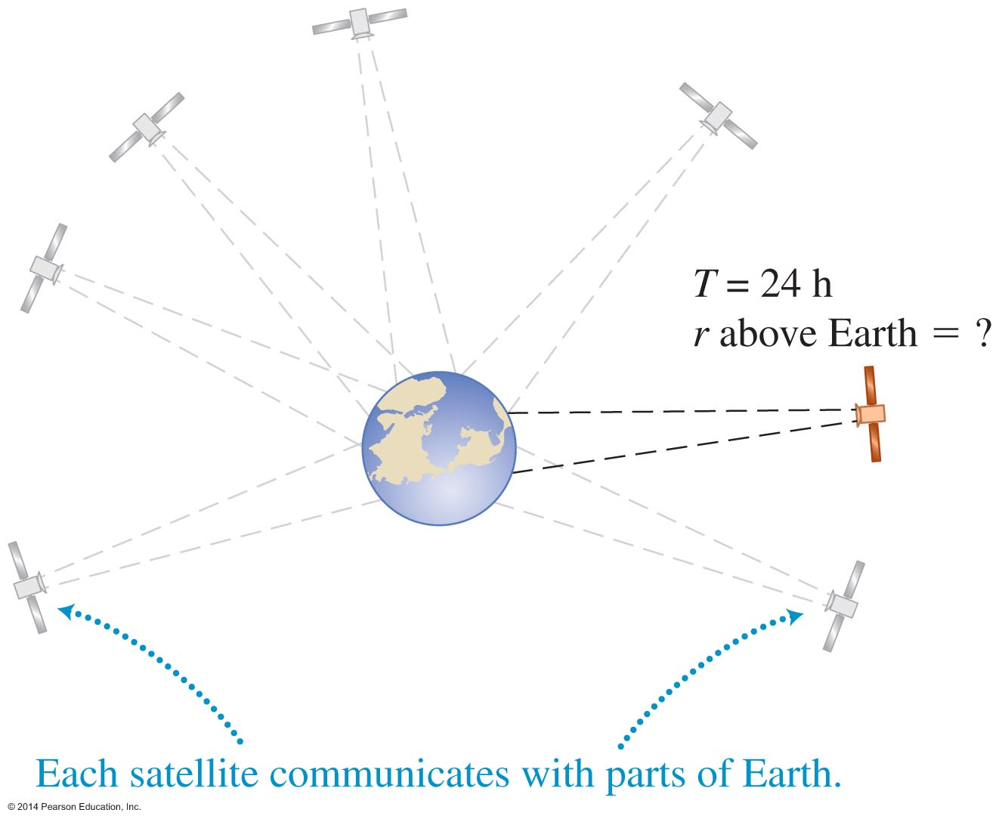 T = 24 h
r above Earth = ?
Each satellite communicates with parts of Earth.
© 2014 Pearson Education, Inc.